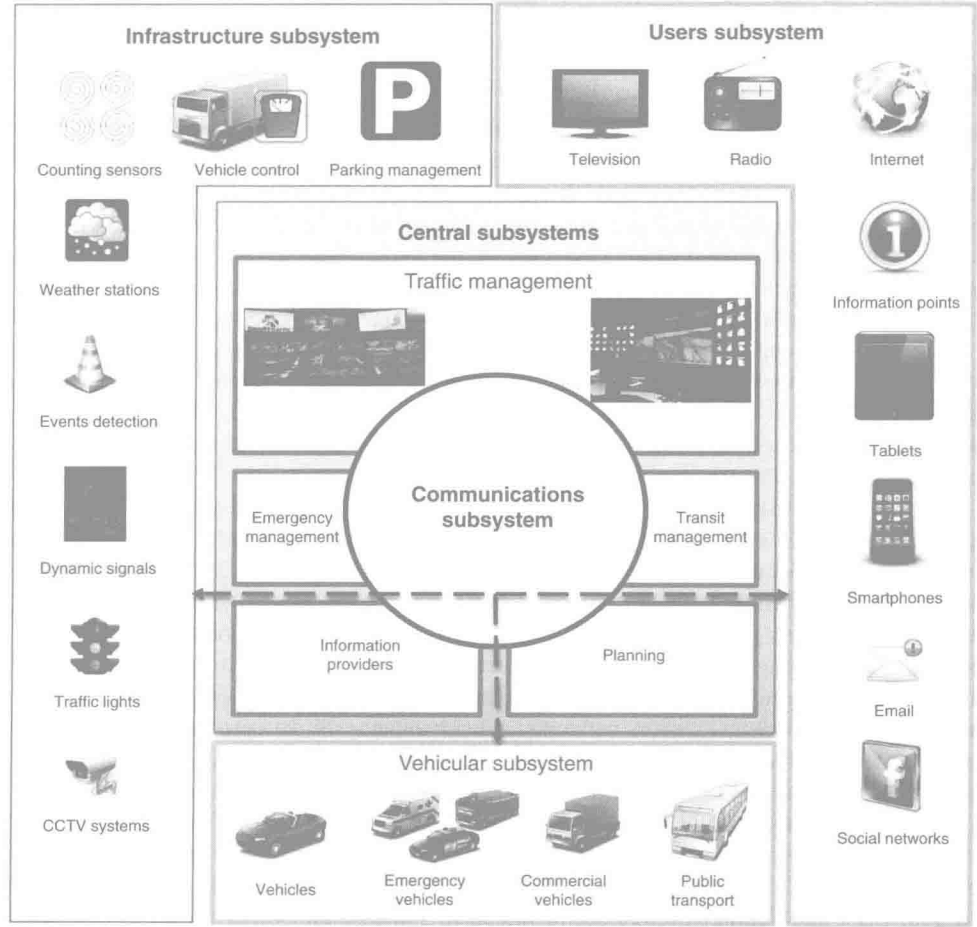 Infrastructure subsystem
Counting sensors
Vehicle control
P
Parking management
Weather stations
Events detection
Dynamic signals
Traffic lights
CCTV systems
Users subsystem
Television
Radio
Internet
1
Information points
Tablets
Smartphones
Email
f
Social networks
Central subsystems
Traffic management
Communications
subsystem
Emergency
management
Transit
management
Information
providers
Planning
Vehicular subsystem
Vehicles
Emergency
vehicles
Commercial
vehicles
Public
transport